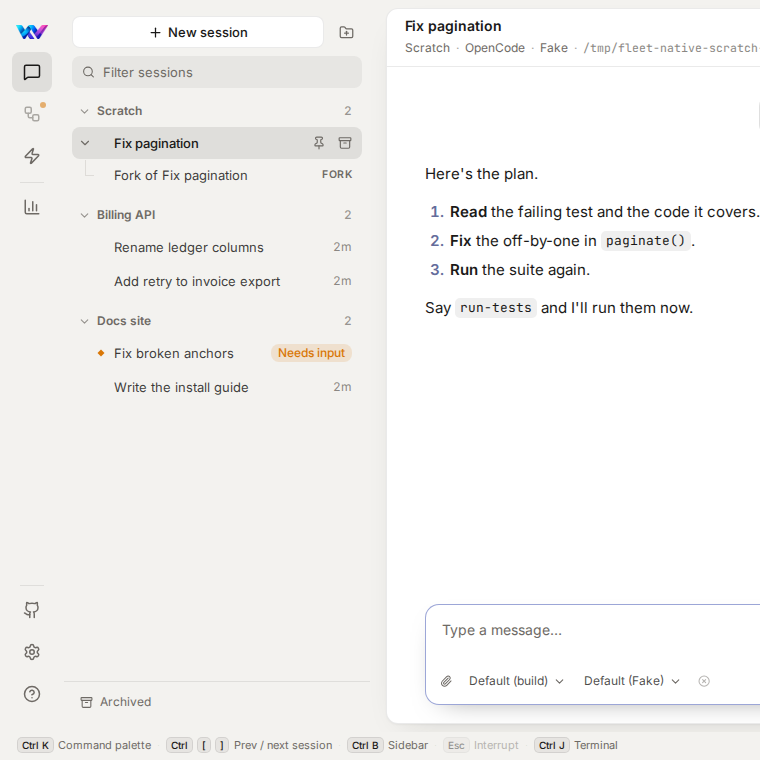 New session
Filter sessions
Scratch 2
Fix pagination
Fork of Fix pagination FORK
Billing API 2
Rename ledger columns 2m
Add retry to invoice export 2m
Docs site 2
Fix broken anchors Needs input
Write the install guide 2m
Archived
Fix pagination
Scratch · OpenCode · Fake · /tmp/fleet-native-scratch-
Here's the plan.
1. Read the failing test and the code it covers.
2. Fix the off-by-one in paginate().
3. Run the suite again.
Say run-tests and I'll run them now.
Type a message...
Default (build) Default (Fake)
Ctrl K Command palette Ctrl [ ] Prev / next session Ctrl B Sidebar Esc Interrupt Ctrl J Terminal